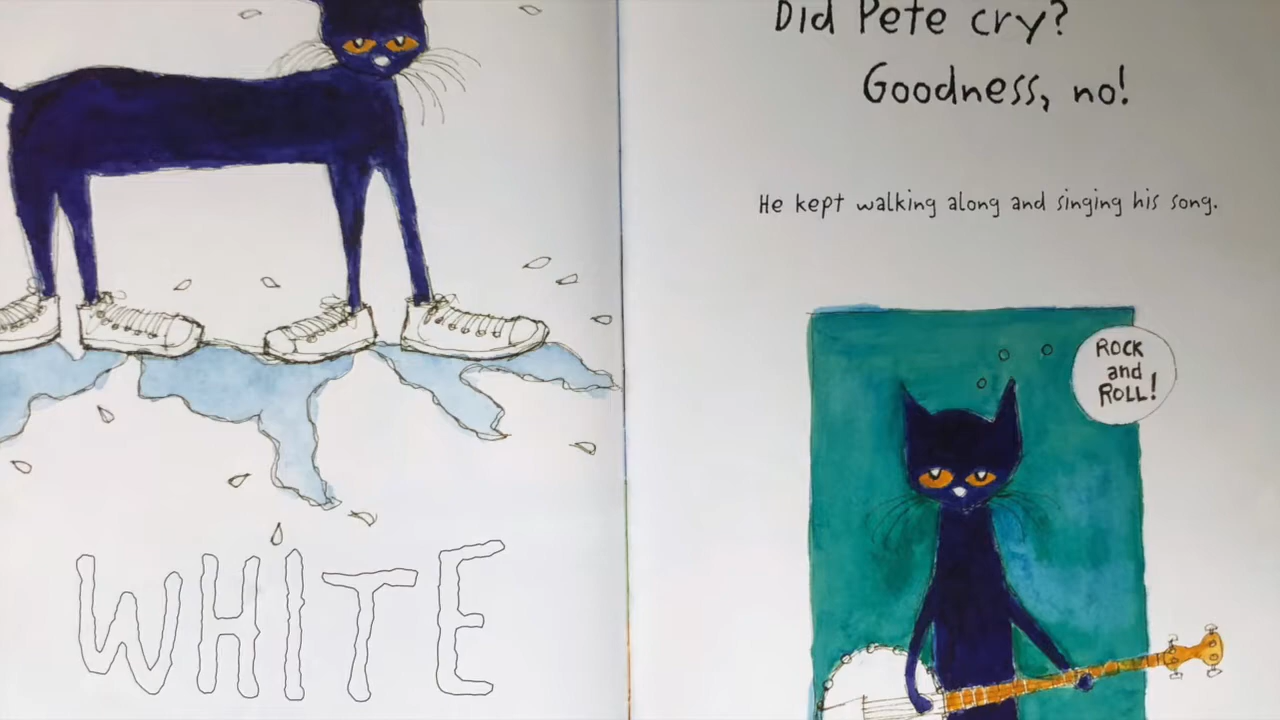 WHITE
Did Pete cry?
Goodness, no!
He kept walking along and singing his song.
ROCK
and
ROLL!